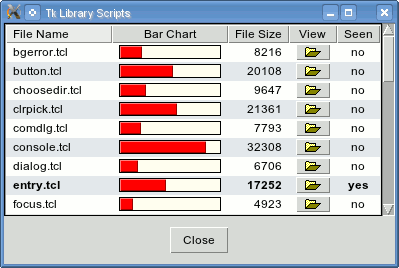 Tk Library Scripts
File Name Bar Chart File Size View Seen
bgerror.tcl 8216 no
button.tcl 20108 no
choosedir.tcl 9647 no
clrpick.tcl 21361 no
comdlg.tcl 7793 no
console.tcl 32308 no
dialog.tcl 6706 no
entry.tcl 17252 yes
focus.tcl 4923 no
Close